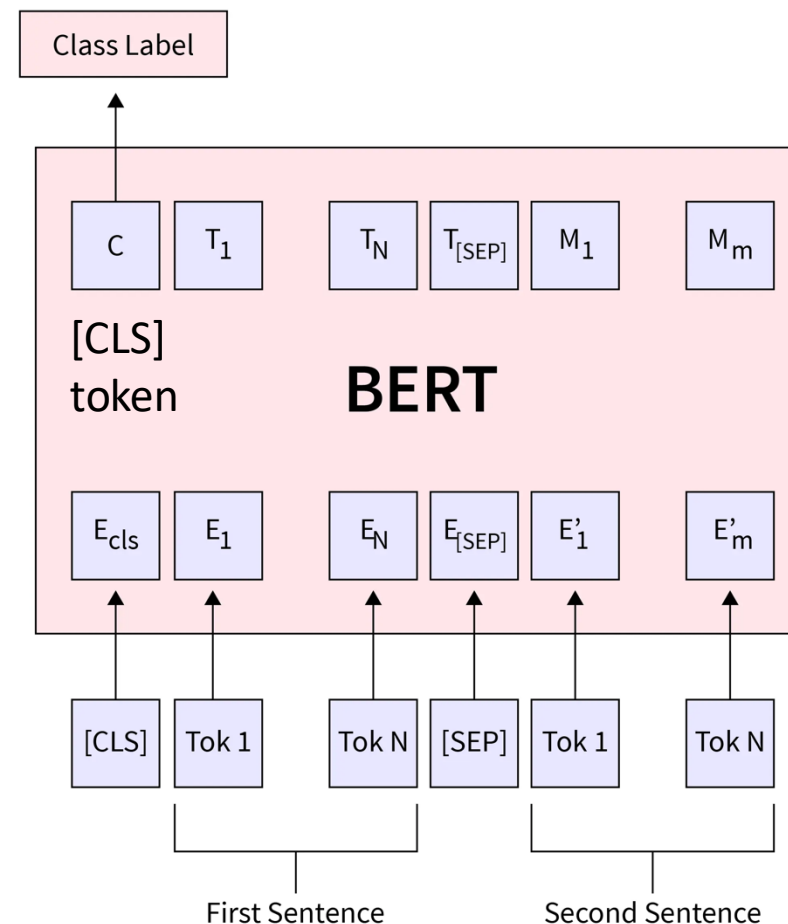 Class Label
C T1 TN T[SEP] M1 Mm
[CLS]
token
BERT
Ecls E1 EN E[SEP] E’1 E’m
[CLS] Tok 1 Tok N [SEP] Tok 1 Tok N
First Sentence Second Sentence